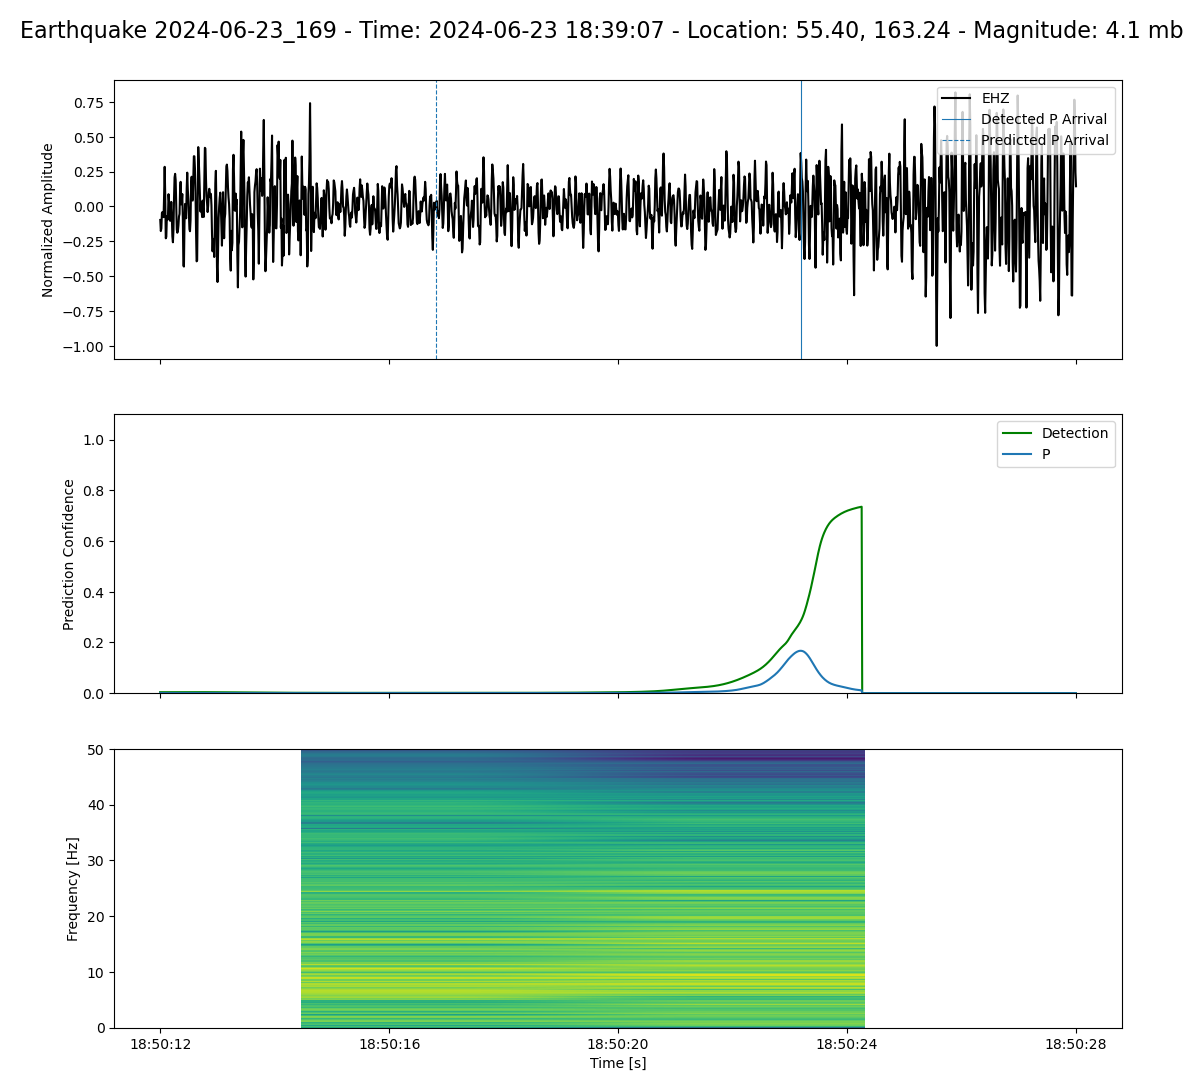 Earthquake 2024-06-23_169 - Time: 2024-06-23 18:39:07 - Location: 55.40, 163.24 - Magnitude: 4.1 mb
Normalized Amplitude
0.75
0.50
0.25
0.00
−0.25
−0.50
−0.75
−1.00
EHZ
Detected P Arrival
Predicted P Arrival
Prediction Confidence
1.0
0.8
0.6
0.4
0.2
0.0
Detection
P
Frequency [Hz]
50
40
30
20
10
0
18:50:12 18:50:16 18:50:20 18:50:24 18:50:28
Time [s]